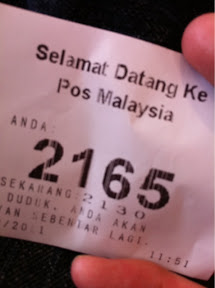 Selamat Datang Ke
Pos Malaysia
ANDA:
2165
SEKARANG:2130
DUDUK, ANDA AKAN
SEBENTAR LAGI.
11:51